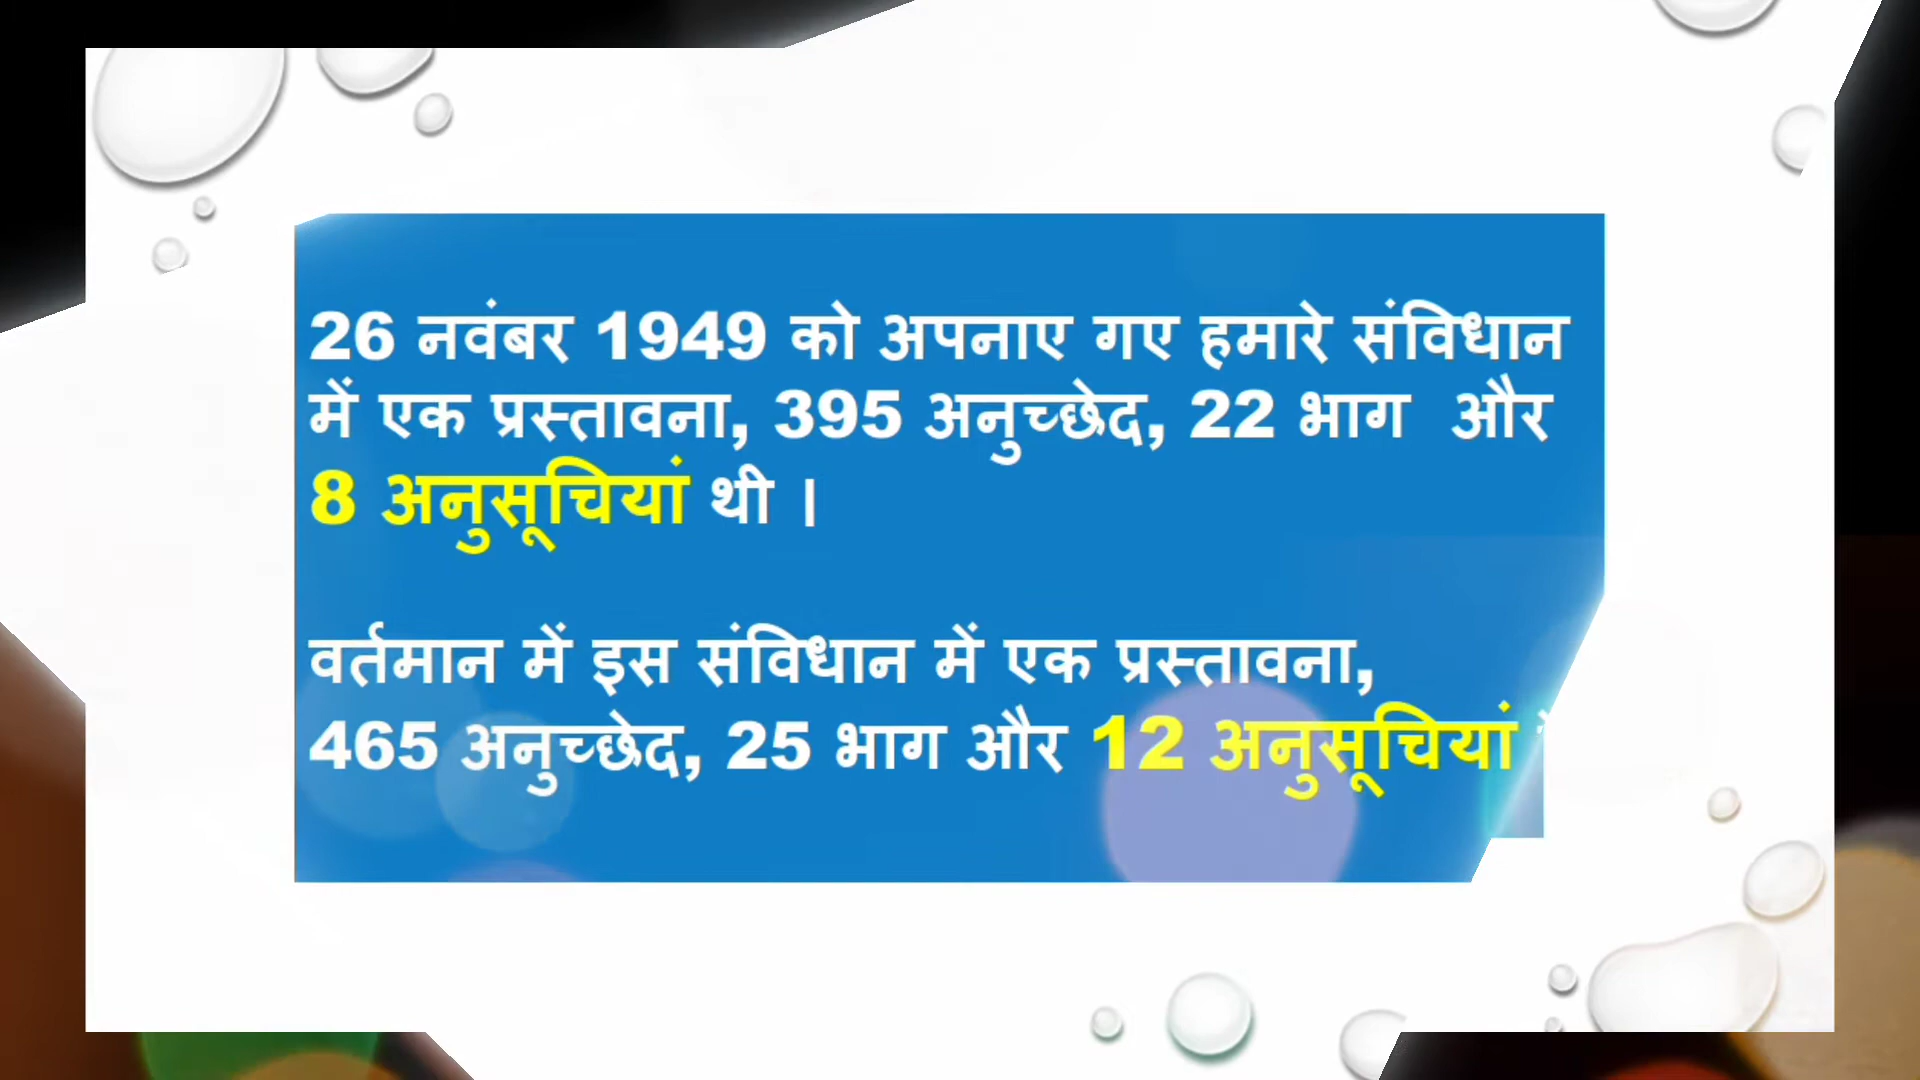 26 नवंबर 1949 को अपनाए गए हमारे संविधान
में एक प्रस्तावना, 395 अनुच्छेद, 22 भाग और
8 अनुसूचियां थी ।
वर्तमान में इस संविधान में एक प्रस्तावना,
465 अनुच्छेद, 25 भाग और 12 अनुसूचियां